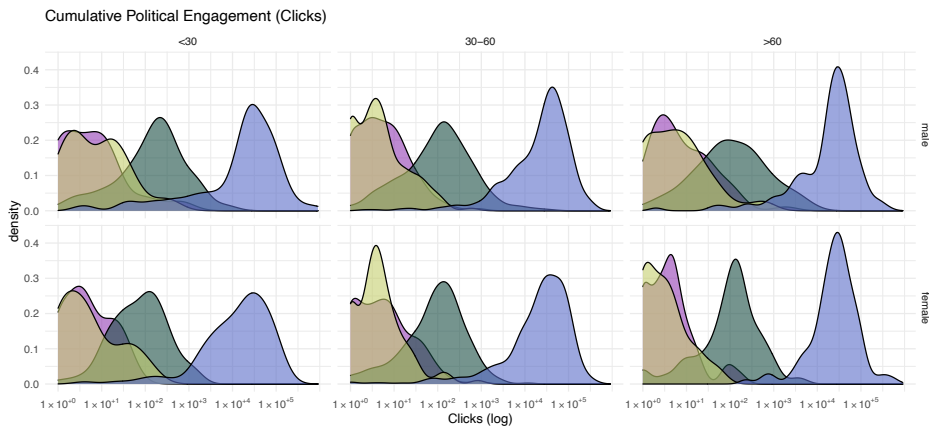 Cumulative Political Engagement (Clicks)
<30 30−60 >60
0.4
0.3
0.2
0.1
0.0
male
0.4
0.3
0.2
0.1
0.0
female
density
1 × 10⁺⁰ 1 × 10⁺¹ 1 × 10⁺² 1 × 10⁺³ 1 × 10⁺⁴ 1 × 10⁺⁵ 1 × 10⁺⁰ 1 × 10⁺¹ 1 × 10⁺² 1 × 10⁺³ 1 × 10⁺⁴ 1 × 10⁺⁵ 1 × 10⁺⁰ 1 × 10⁺¹ 1 × 10⁺² 1 × 10⁺³ 1 × 10⁺⁴ 1 × 10⁺⁵
Clicks (log)